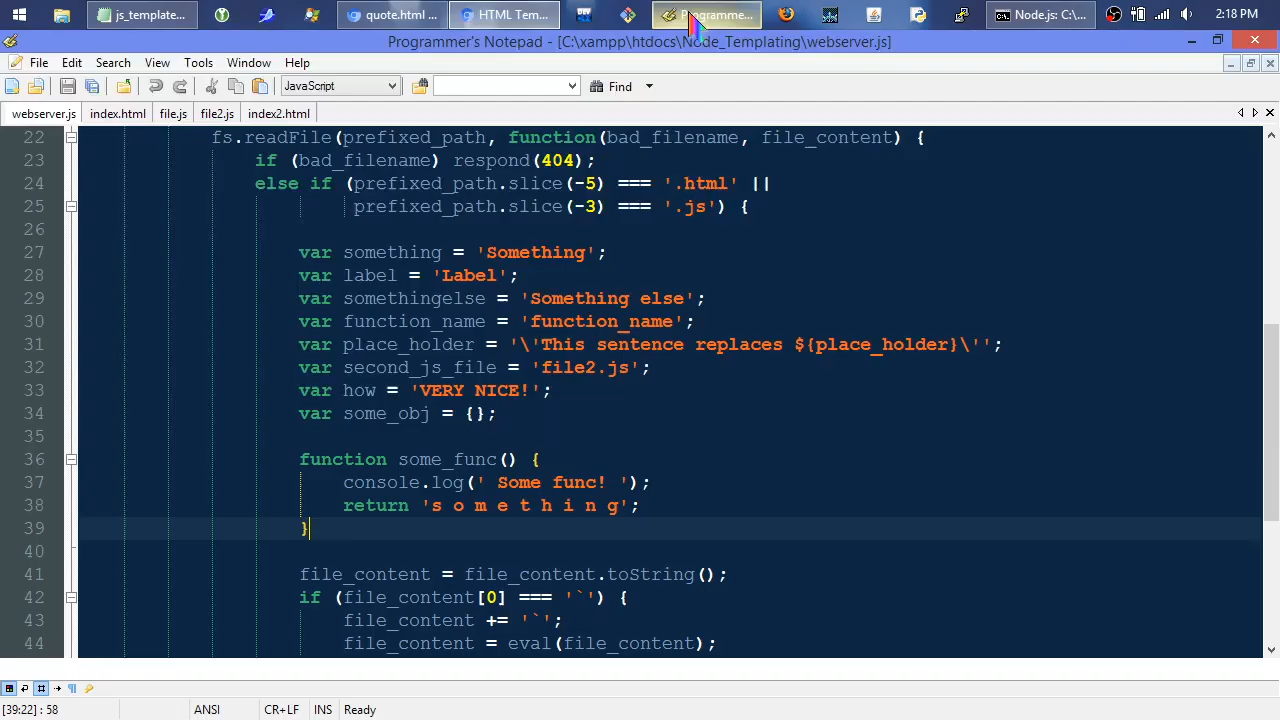 js_template...
quote.html ...
HTML Tem...
Programme...
Node.js: C:\...
2:18 PM
Programmer's Notepad - [C:\xampp\htdocs\Node_Templating\webserver.js]
File Edit Search View Tools Window Help
JavaScript
Find
webserver.js index.html file.js file2.js index2.html
22 fs.readFile(prefixed_path, function(bad_filename, file_content) {
23 if (bad_filename) respond(404);
24 else if (prefixed_path.slice(-5) === '.html' ||
25 prefixed_path.slice(-3) === '.js') {
26
27 var something = 'Something';
28 var label = 'Label';
29 var somethingelse = 'Something else';
30 var function_name = 'function_name';
31 var place_holder = '\'This sentence replaces ${place_holder}\'';
32 var second_js_file = 'file2.js';
33 var how = 'VERY NICE!';
34 var some_obj = {};
35
36 function some_func() {
37 console.log(' Some func! ');
38 return 's o m e t h i n g';
39 }
40
41 file_content = file_content.toString();
42 if (file_content[0] === '`') {
43 file_content += '`';
44 file_content = eval(file_content);
[39:22] : 58 ANSI CR+LF INS Ready